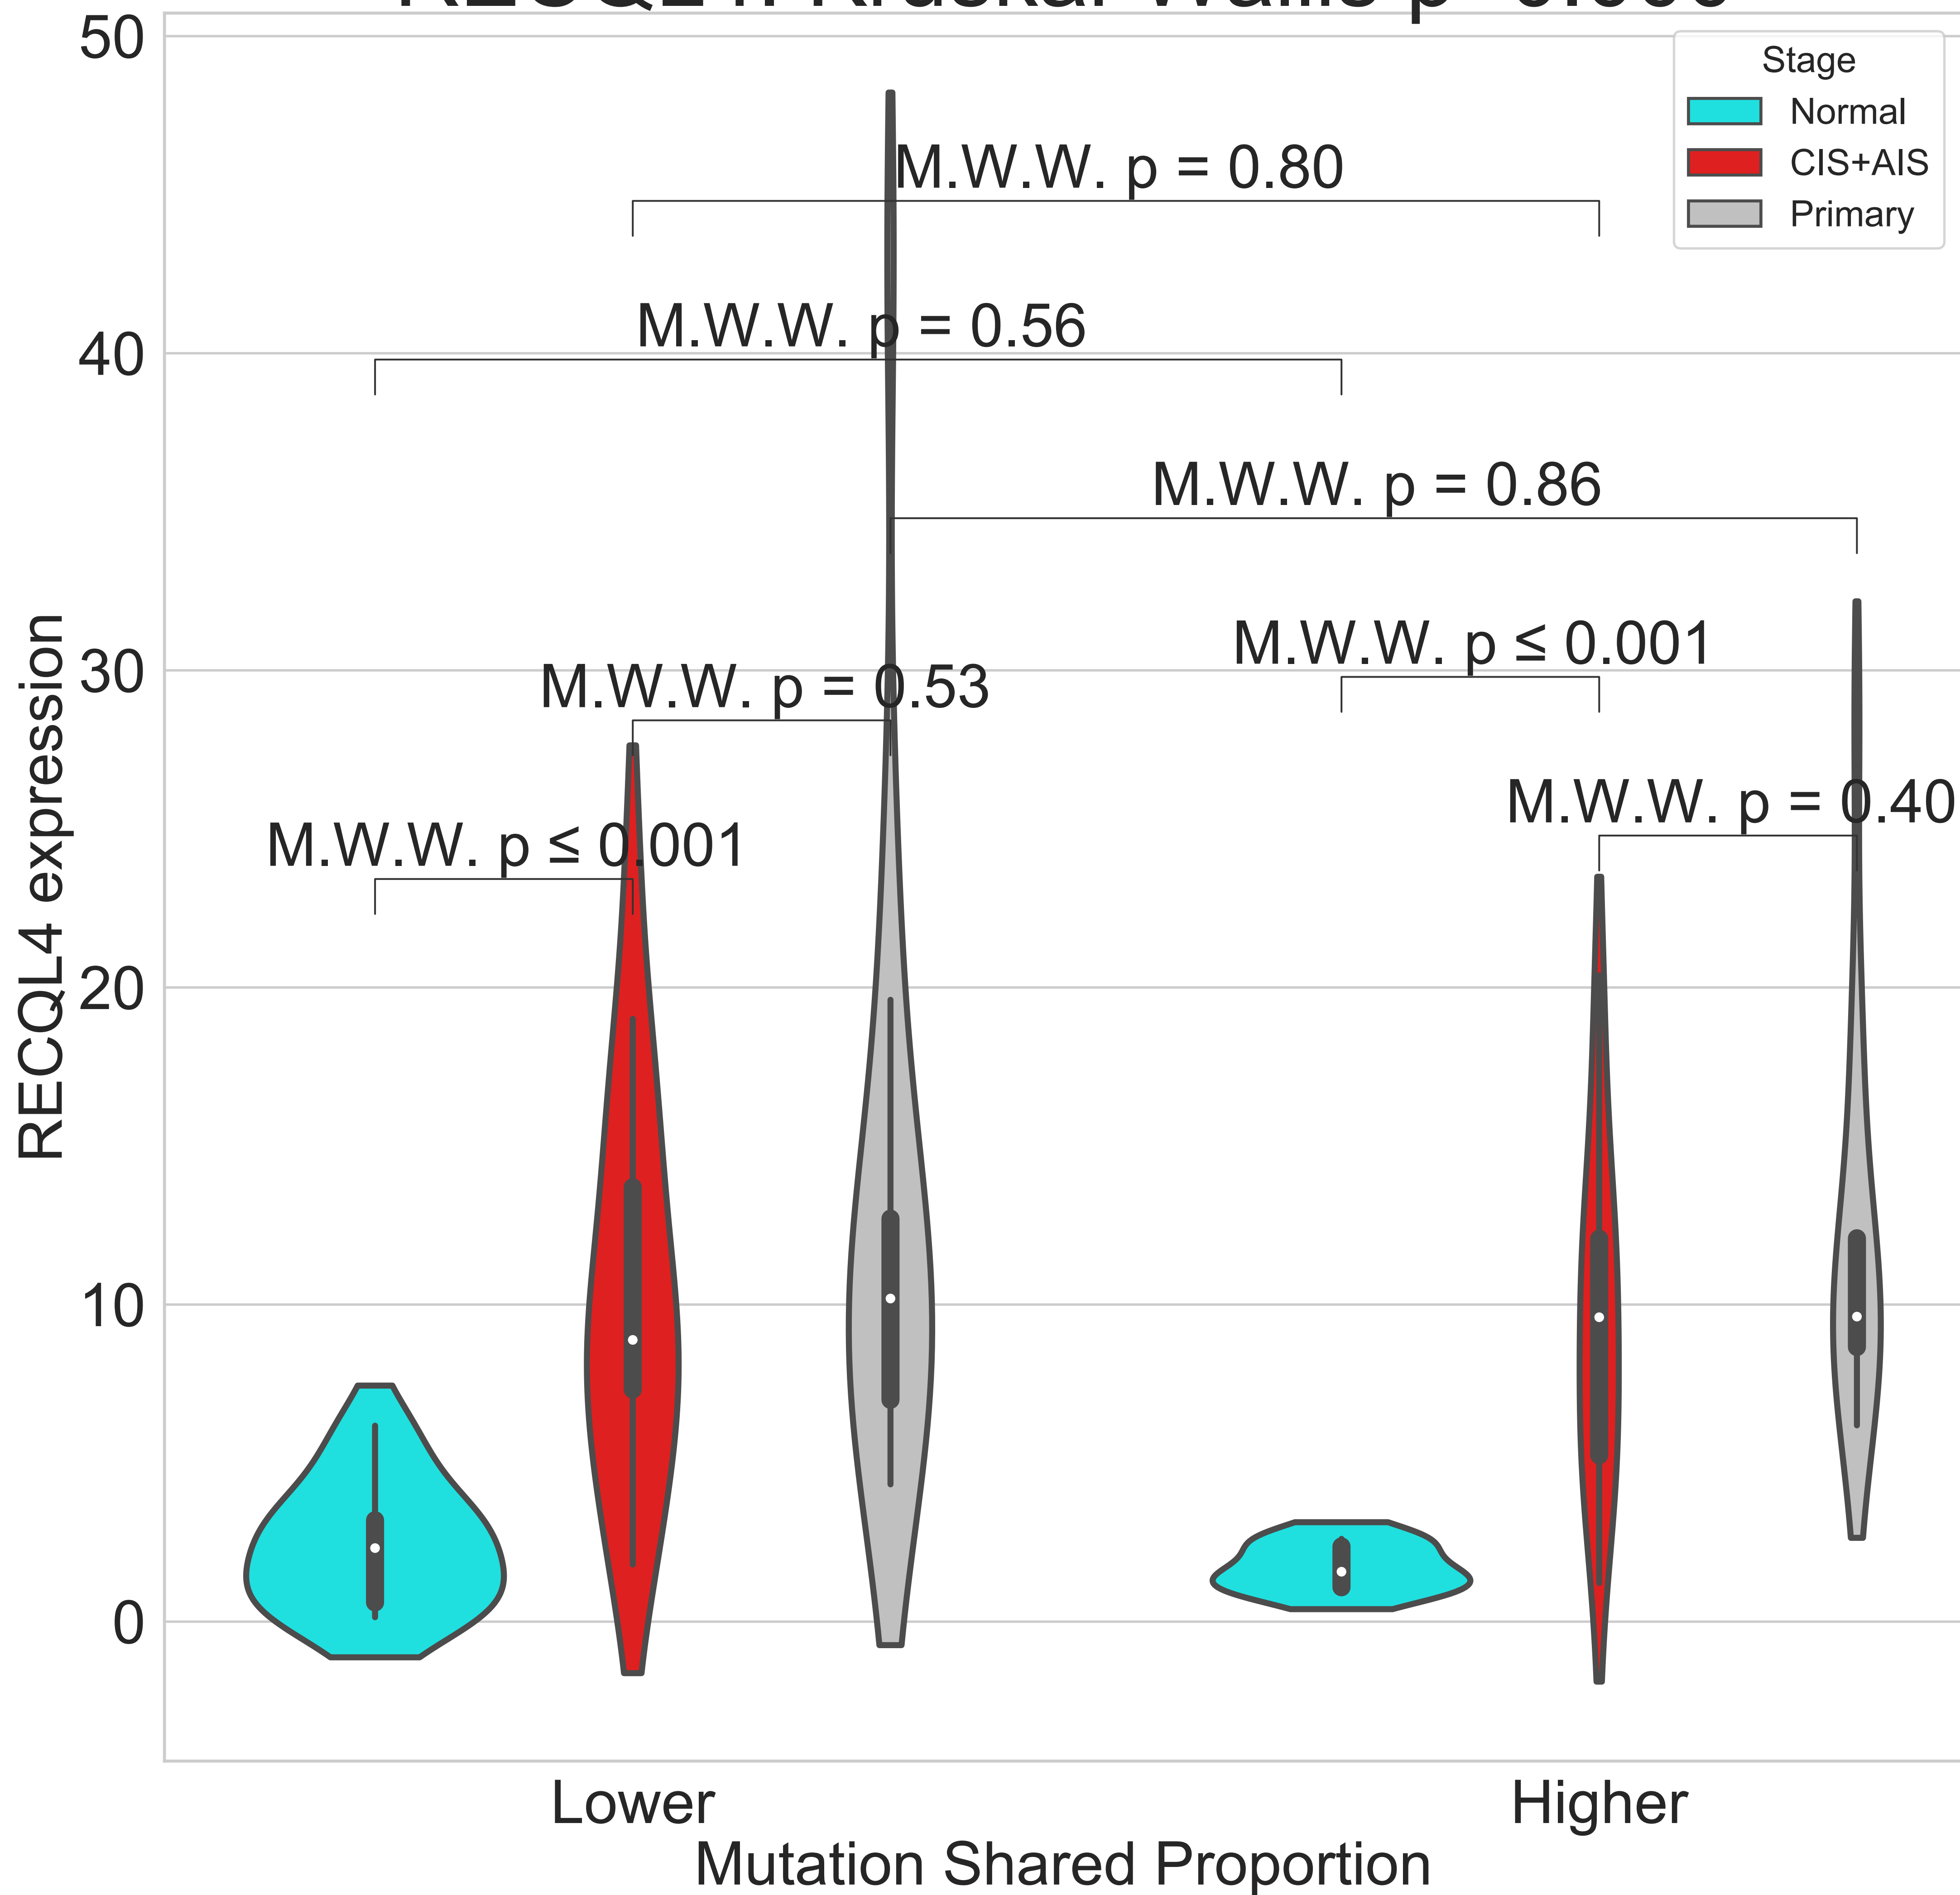 50
Stage
Normal
CIS+AIS
Primary
M.W.W. p = 0.80
M.W.W. p = 0.56
40
M.W.W. p = 0.86
M.W.W. p ≤ 0.001
30
M.W.W. p = 0.53
M.W.W. p = 0.40
M.W.W. p ≤ 0.001
RECQL4 expression
20
10
0
Lower
Higher
Mutation Shared Proportion